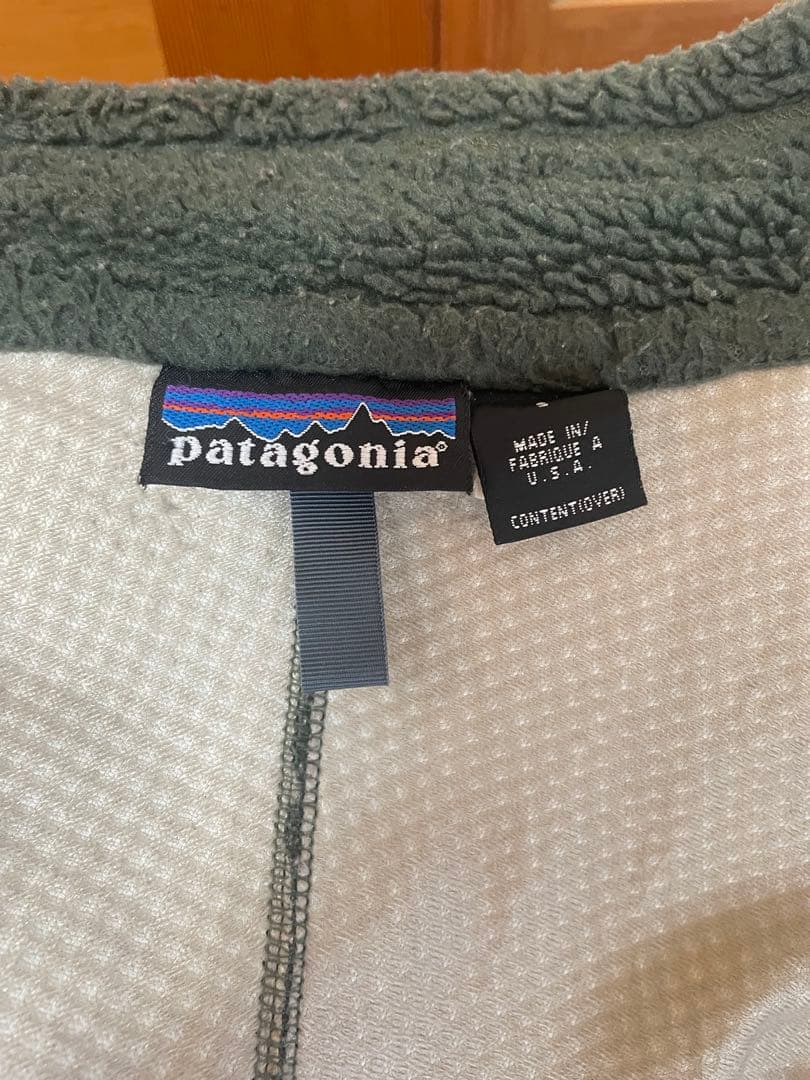 patagonia®
MADE IN/
FABRIQUE A
U.S.A.
CONTENT(OVER)